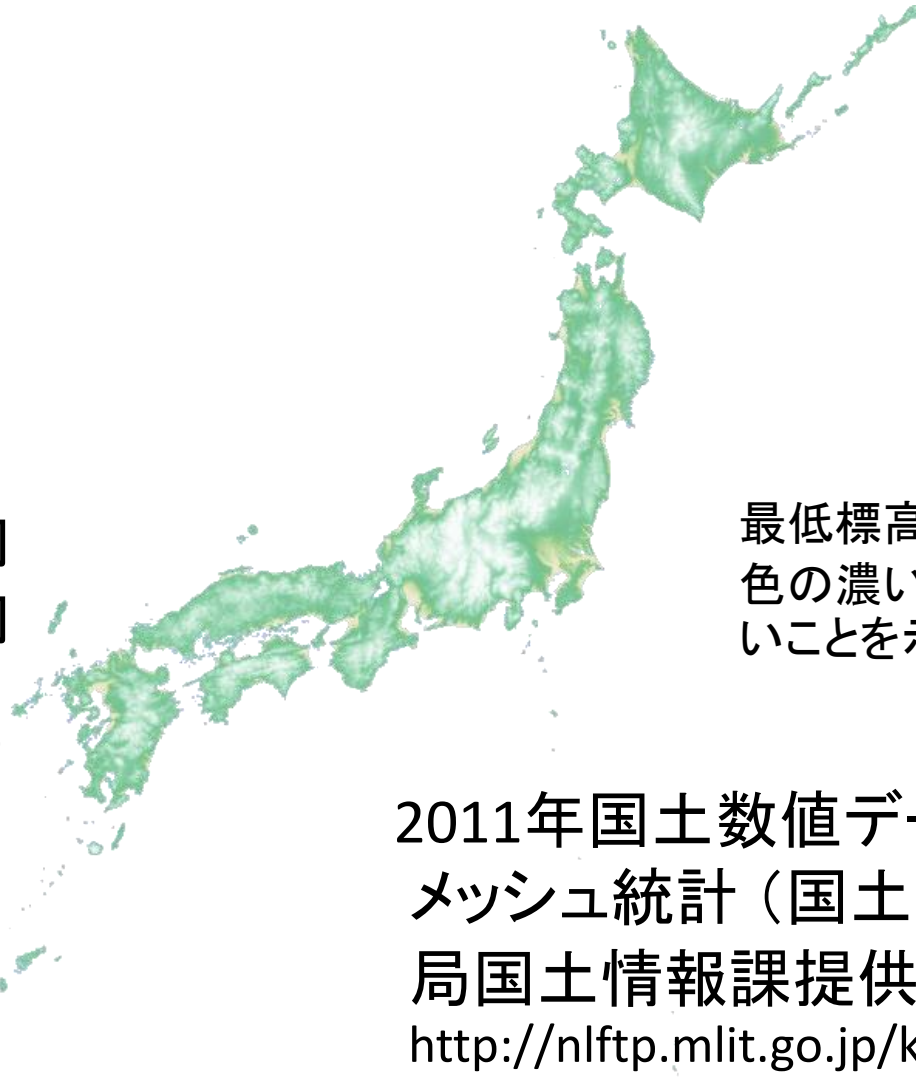 最低標高
色の濃い
いことを
2011年国土数値デ
メッシュ統計（国土
局国土情報課提供
http://nlftp.mlit.go.jp/k